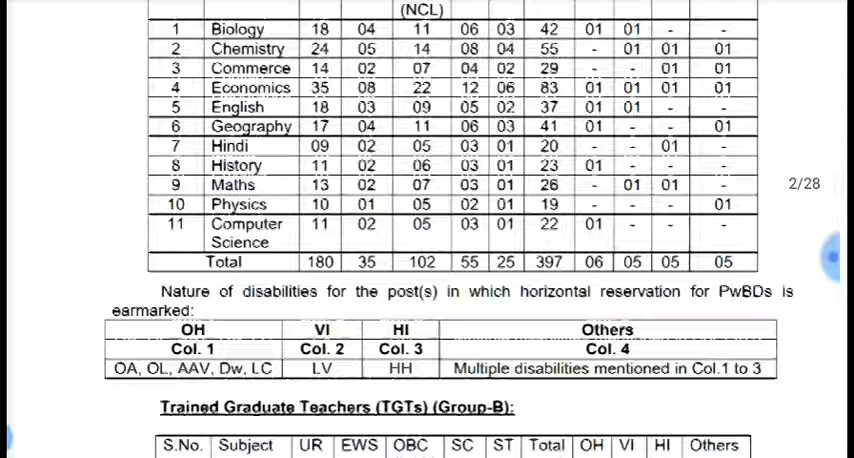 (NCL)
1 Biology 18 04 11 06 03 42 01 01 - -
2 Chemistry 24 05 14 08 04 55 - 01 01 01
3 Commerce 14 02 07 04 02 29 - - 01 01
4 Economics 35 08 22 12 06 83 01 01 01 01
5 English 18 03 09 05 02 37 01 01 - -
6 Geography 17 04 11 06 03 41 01 - - 01
7 Hindi 09 02 05 03 01 20 - - 01 -
8 History 11 02 06 03 01 23 01 - - -
9 Maths 13 02 07 03 01 26 - 01 01 -
10 Physics 10 01 05 02 01 19 - - - 01
11 Computer 11 02 05 03 01 22 01 - - -
Science
Total 180 35 102 55 25 397 06 05 05 05
2/28
Nature of disabilities for the post(s) in which horizontal reservation for PwBDs is
earmarked:
OH VI HI Others
Col. 1 Col. 2 Col. 3 Col. 4
OA, OL, AAV, Dw, LC LV HH Multiple disabilities mentioned in Col.1 to 3
Trained Graduate Teachers (TGTs) (Group-B):
S.No. Subject UR EWS OBC SC ST Total OH VI HI Others